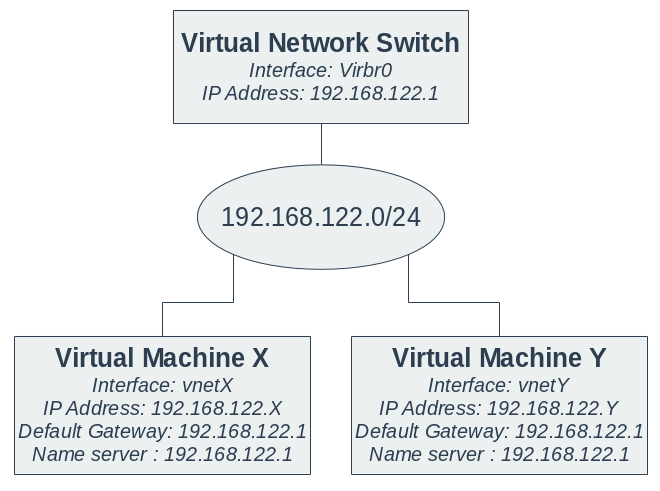 Virtual Network Switch
Interface: Virbr0
IP Address: 192.168.122.1
192.168.122.0/24
Virtual Machine X
Interface: vnetX
IP Address: 192.168.122.X
Default Gateway: 192.168.122.1
Name server : 192.168.122.1
Virtual Machine Y
Interface: vnetY
IP Address: 192.168.122.Y
Default Gateway: 192.168.122.1
Name server : 192.168.122.1